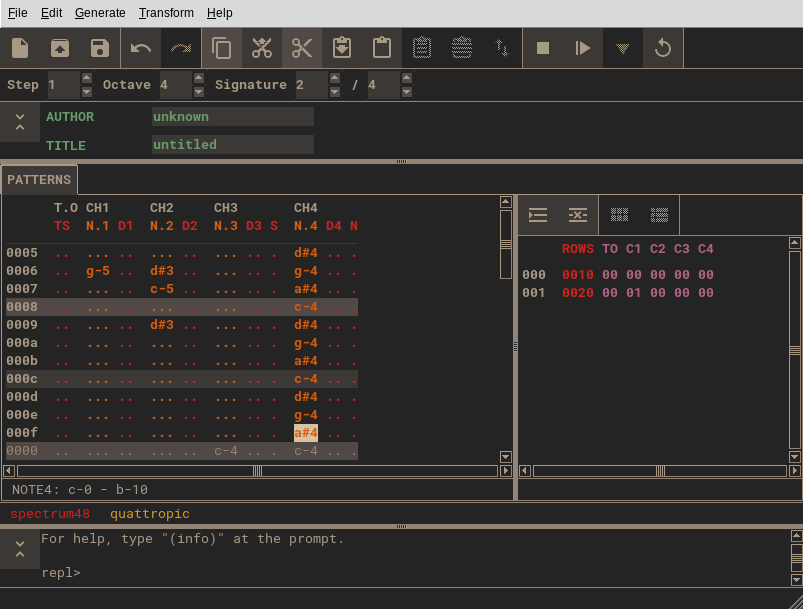 File Edit Generate Transform Help
Step 1 Octave 4 Signature 2 / 4
AUTHOR unknown
TITLE untitled
PATTERNS
T.O CH1 CH2 CH3 CH4
TS N.1 D1 N.2 D2 N.3 D3 S N.4 D4 N
0005 .. ... .. ... .. ... .. . d#4 .. .
0006 .. g-5 .. d#3 .. ... .. . g-4 .. .
0007 .. ... .. c-5 .. ... .. . a#4 .. .
0008 .. ... .. ... .. ... .. . c-4 .. .
0009 .. ... .. d#3 .. ... .. . d#4 .. .
000a .. ... .. ... .. ... .. . g-4 .. .
000b .. ... .. ... .. ... .. . a#4 .. .
000c .. ... .. ... .. ... .. . c-4 .. .
000d .. ... .. ... .. ... .. . d#4 .. .
000e .. ... .. ... .. ... .. . g-4 .. .
000f .. ... .. ... .. ... .. . a#4 .. .
0000 .. ... .. ... .. c-4 .. . c-4 .. .
ROWS TO C1 C2 C3 C4
000 0010 00 00 00 00 00
001 0020 00 01 00 00 00
NOTE4: c-0 - b-10
spectrum48 quattropic
For help, type "(info)" at the prompt.
repl>